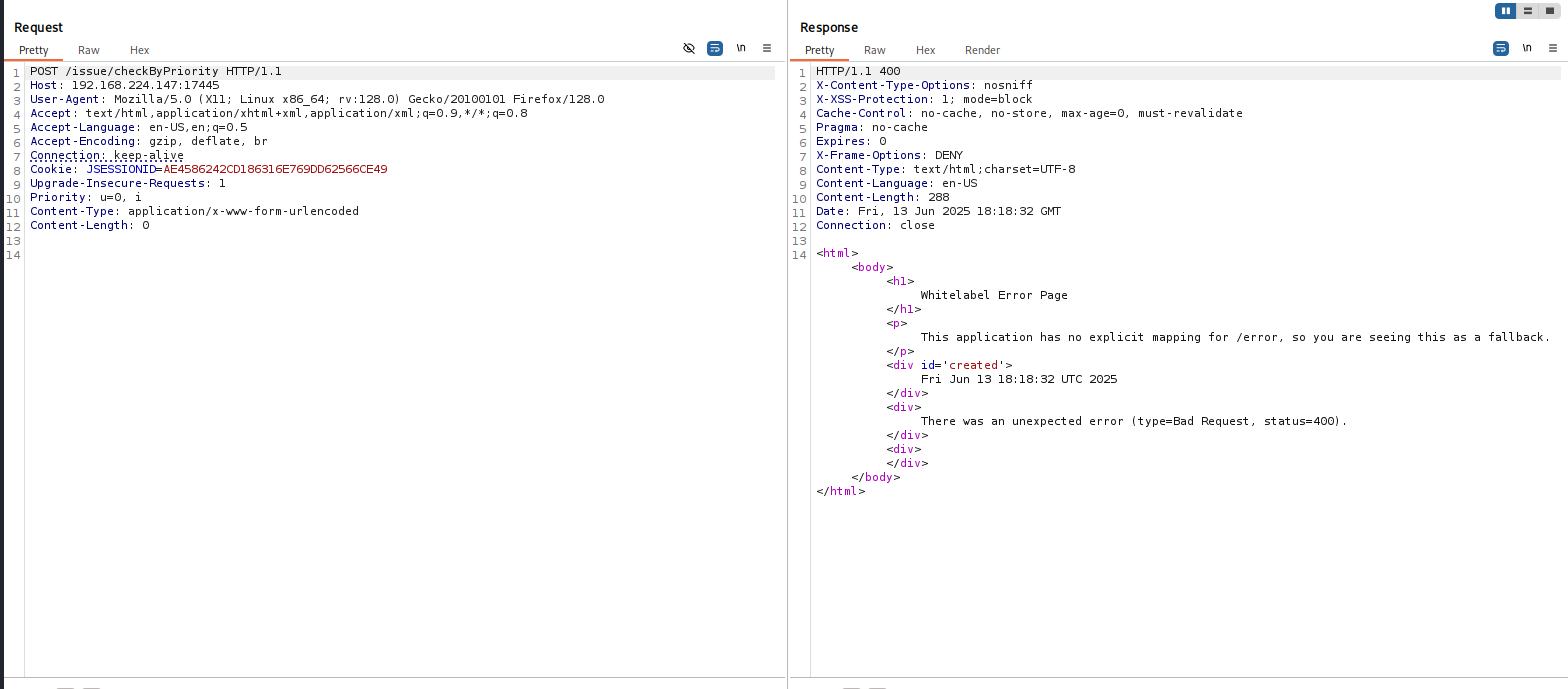 Request
Pretty Raw Hex
\n
1 POST /issue/checkByPriority HTTP/1.1
2 Host: 192.168.224.147:17445
3 User-Agent: Mozilla/5.0 (X11; Linux x86_64; rv:128.0) Gecko/20100101 Firefox/128.0
4 Accept: text/html,application/xhtml+xml,application/xml;q=0.9,*/*;q=0.8
5 Accept-Language: en-US,en;q=0.5
6 Accept-Encoding: gzip, deflate, br
7 Connection: keep-alive
8 Cookie: JSESSIONID=AE4586242CD186316E769DD62566CE49
9 Upgrade-Insecure-Requests: 1
10 Priority: u=0, i
11 Content-Type: application/x-www-form-urlencoded
12 Content-Length: 0
13
14
Response
Pretty Raw Hex Render
\n
1 HTTP/1.1 400
2 X-Content-Type-Options: nosniff
3 X-XSS-Protection: 1; mode=block
4 Cache-Control: no-cache, no-store, max-age=0, must-revalidate
5 Pragma: no-cache
6 Expires: 0
7 X-Frame-Options: DENY
8 Content-Type: text/html;charset=UTF-8
9 Content-Language: en-US
10 Content-Length: 288
11 Date: Fri, 13 Jun 2025 18:18:32 GMT
12 Connection: close
13
14 <html>
<body>
<h1>
Whitelabel Error Page
</h1>
<p>
This application has no explicit mapping for /error, so you are seeing this as a fallback.
</p>
<div id='created'>
Fri Jun 13 18:18:32 UTC 2025
</div>
<div>
There was an unexpected error (type=Bad Request, status=400).
</div>
<div>
</div>
</body>
</html>